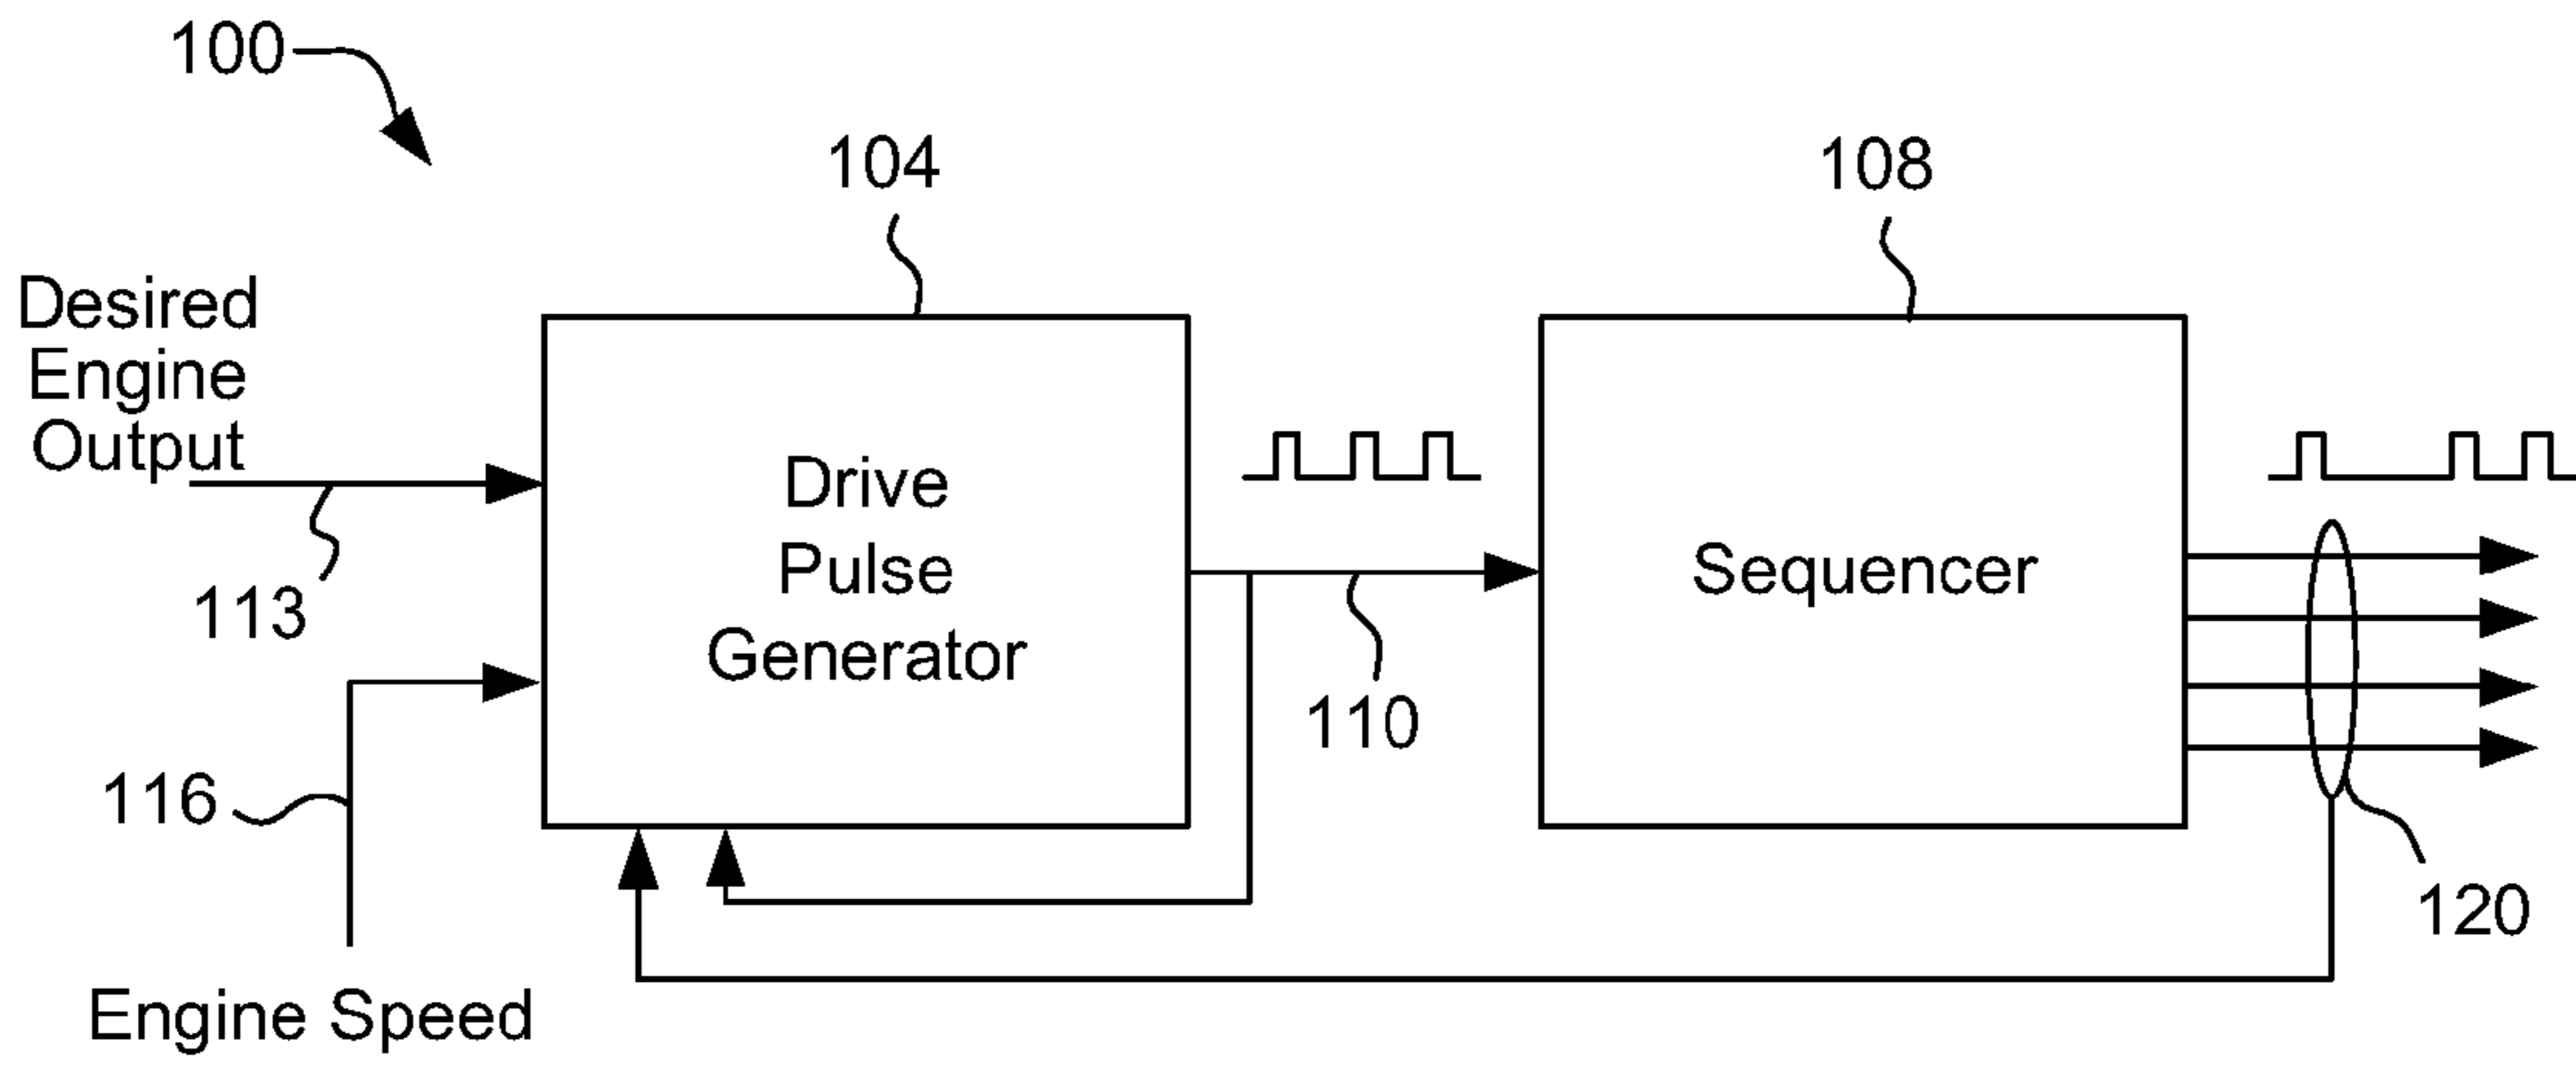 100
104
108
Desired
Engine
Output
Drive
Pulse
Generator
Sequencer
113
110
116
120
Engine Speed